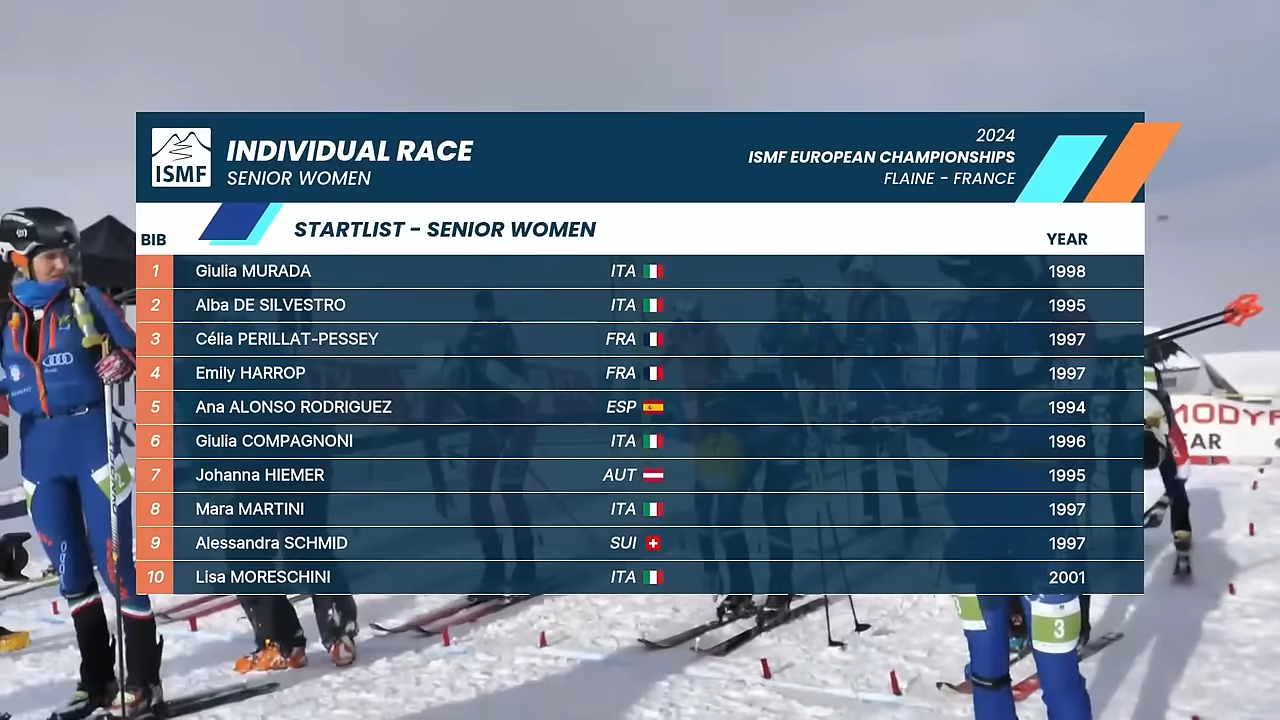 ISMF
INDIVIDUAL RACE
SENIOR WOMEN
2024
ISMF EUROPEAN CHAMPIONSHIPS
FLAINE - FRANCE
BIB
STARTLIST - SENIOR WOMEN
YEAR
1 Giulia MURADA ITA 1998
2 Alba DE SILVESTRO ITA 1995
3 Célia PERILLAT-PESSEY FRA 1997
4 Emily HARROP FRA 1997
5 Ana ALONSO RODRIGUEZ ESP 1994
6 Giulia COMPAGNONI ITA 1996
7 Johanna HIEMER AUT 1995
8 Mara MARTINI ITA 1997
9 Alessandra SCHMID SUI 1997
10 Lisa MORESCHINI ITA 2001
3